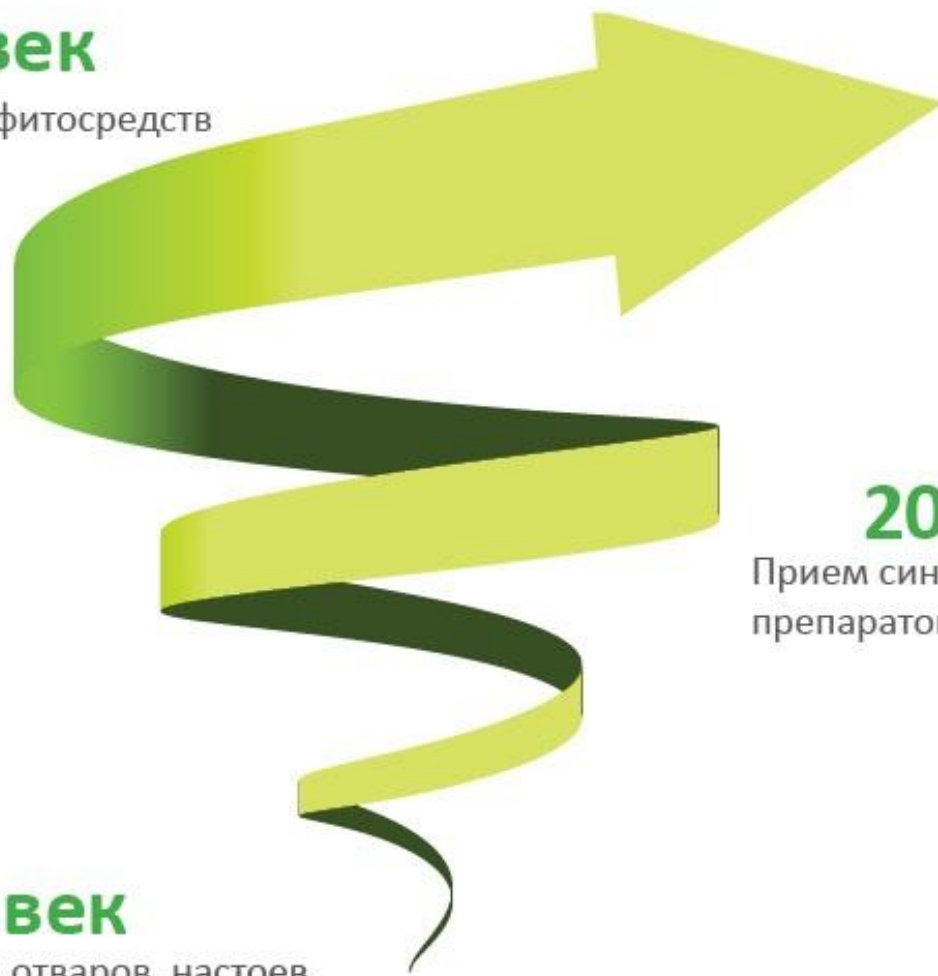 век
фитосредств
20
Прием син
препарато
век
отваров, настоев